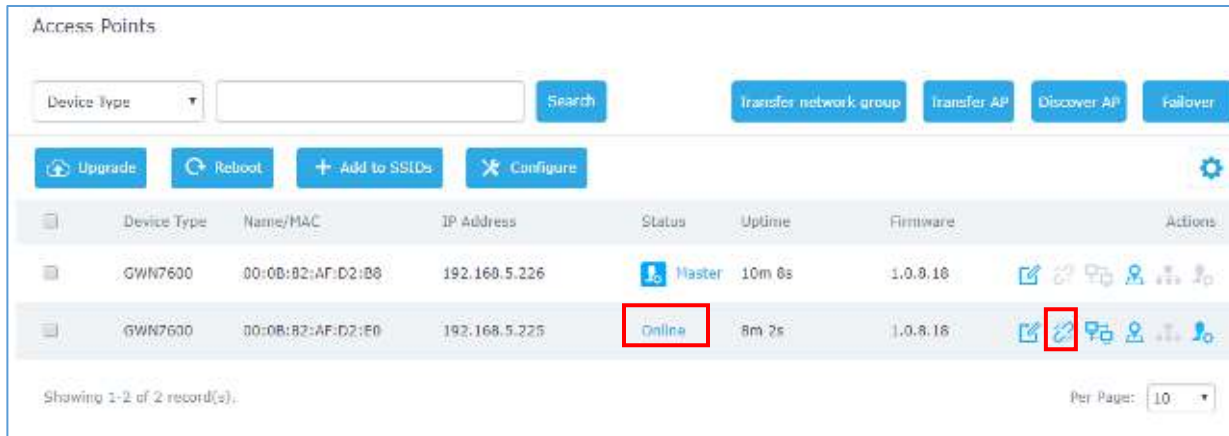 Access Points
Device Type Search Transfer network group Transfer AP Discover AP Failover
Upgrade Reboot + Add to SSIDs Configure
Device Type Name/MAC IP Address Status Uptime Firmware Actions
GWN7600 00:0B:82:AF:D2:B8 192.168.5.226 Master 10m 8s 1.0.8.18
GWN7600 00:0B:82:AF:D2:E0 192.168.5.225 Online 8m 2s 1.0.8.18
Showing 1-2 of 2 record(s). Per Page: 10